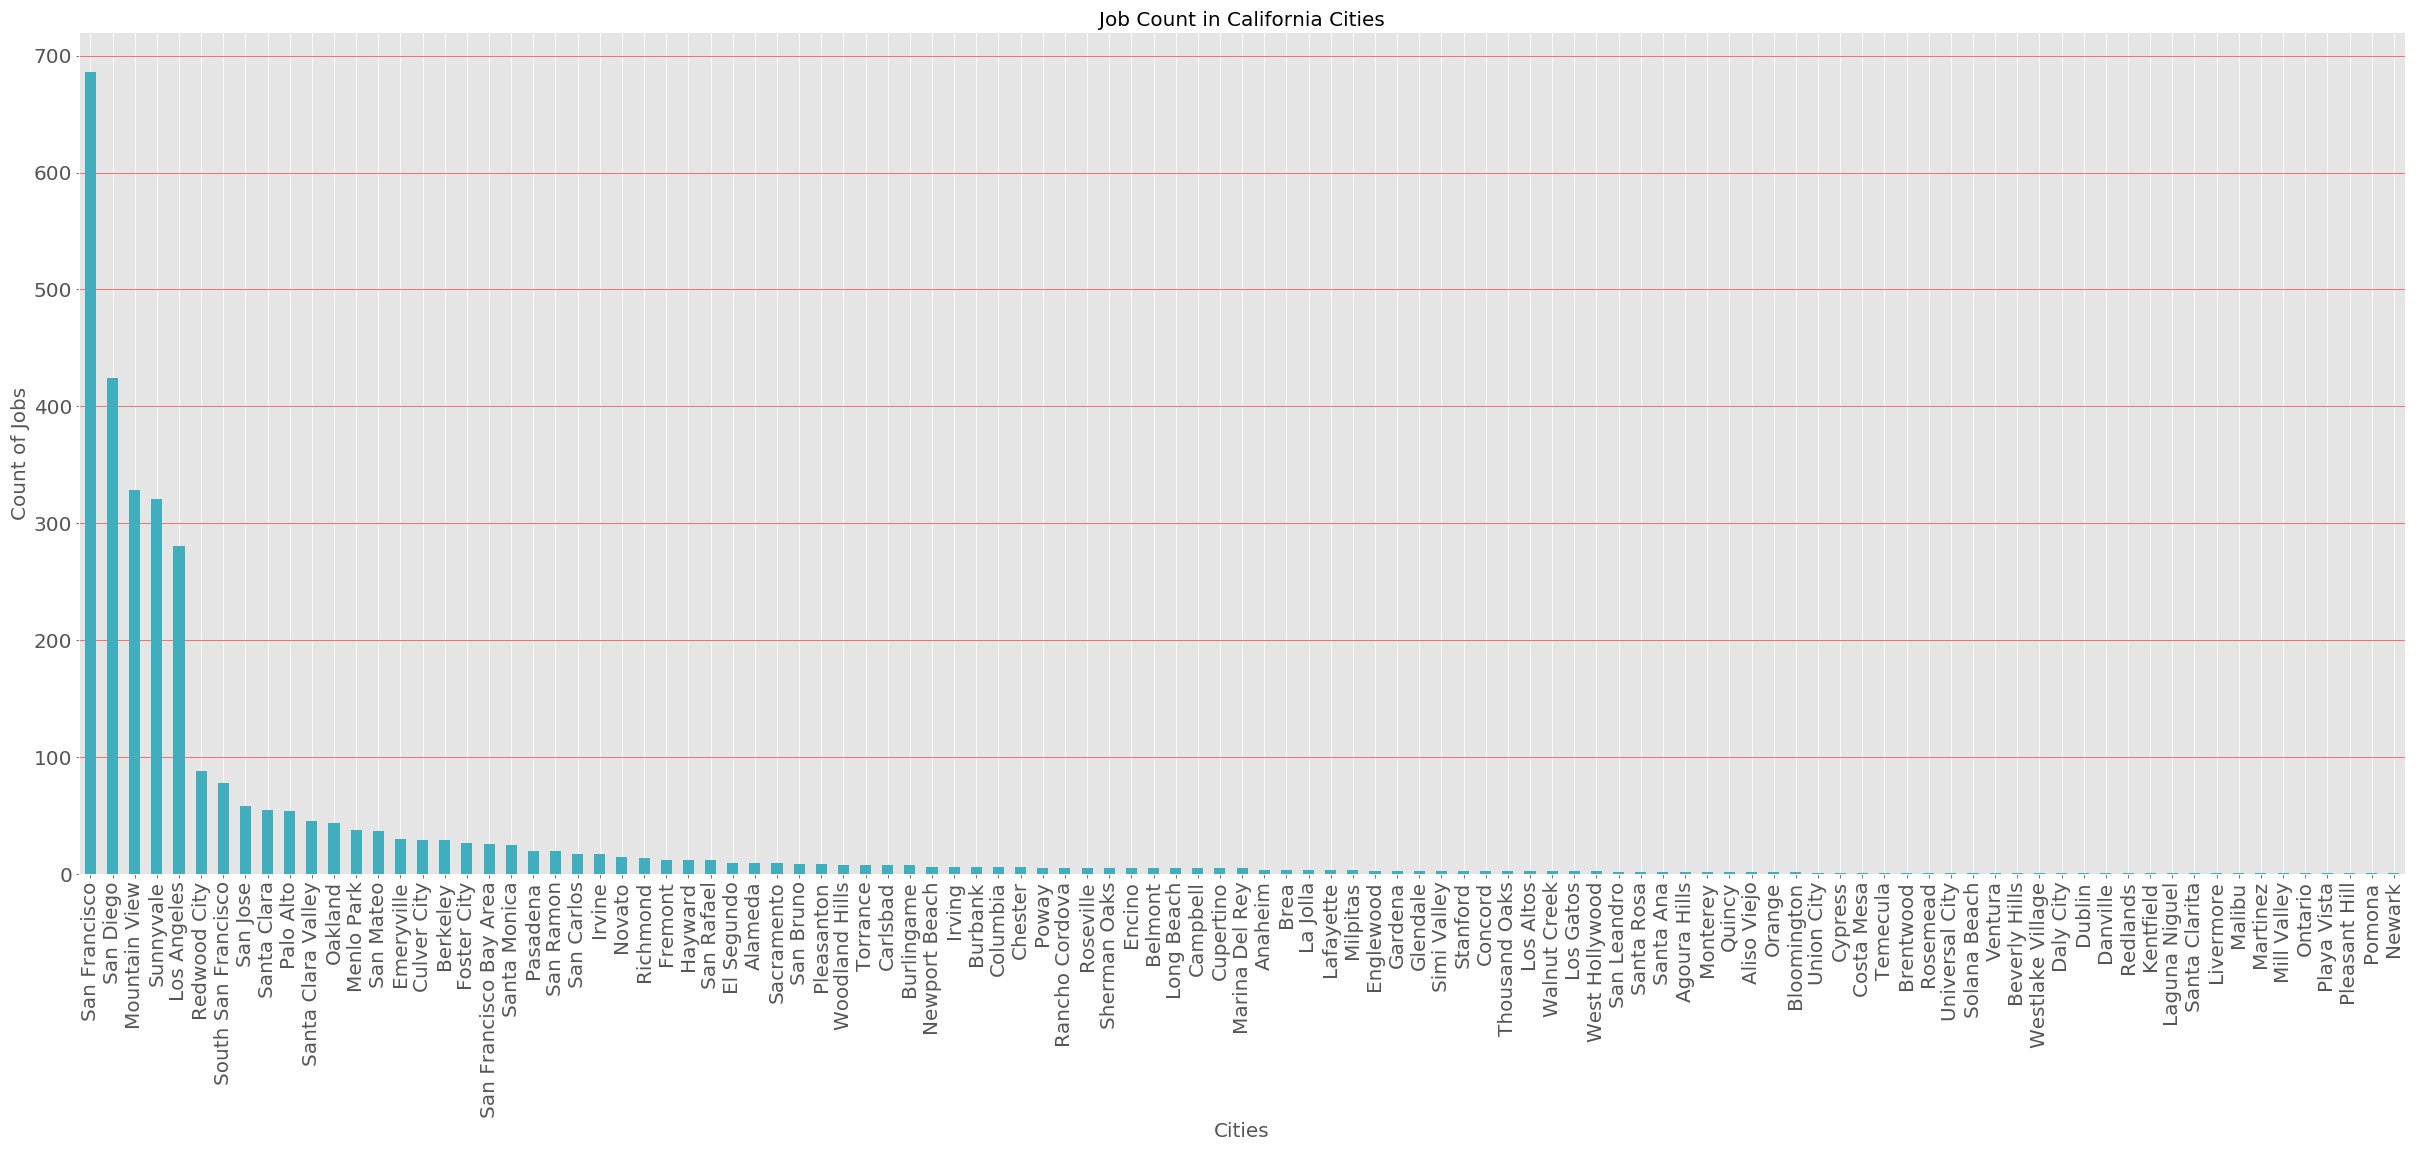 Job Count in California Cities
Count of Jobs
700
600
500
400
300
200
100
0
San Francisco
San Diego
Mountain View
Sunnyvale
Los Angeles
Redwood City
South San Francisco
San Jose
Santa Clara
Palo Alto
Santa Clara Valley
Oakland
Menlo Park
San Mateo
Emeryville
Culver City
Berkeley
Foster City
San Francisco Bay Area
Santa Monica
Pasadena
San Ramon
San Carlos
Irvine
Novato
Richmond
Fremont
Hayward
San Rafael
El Segundo
Alameda
Sacramento
San Bruno
Pleasanton
Woodland Hills
Torrance
Carlsbad
Burlingame
Newport Beach
Irving
Burbank
Columbia
Chester
Poway
Rancho Cordova
Roseville
Sherman Oaks
Encino
Belmont
Long Beach
Campbell
Cupertino
Marina Del Rey
Anaheim
Brea
La Jolla
Lafayette
Milpitas
Englewood
Gardena
Glendale
Simi Valley
Stanford
Concord
Thousand Oaks
Los Altos
Walnut Creek
Los Gatos
West Hollywood
San Leandro
Santa Rosa
Santa Ana
Agoura Hills
Monterey
Quincy
Aliso Viejo
Orange
Bloomington
Union City
Cypress
Costa Mesa
Temecula
Brentwood
Rosemead
Universal City
Solana Beach
Ventura
Beverly Hills
Westlake Village
Daly City
Dublin
Danville
Redlands
Kentfield
Laguna Niguel
Santa Clarita
Livermore
Malibu
Martinez
Mill Valley
Ontario
Playa Vista
Pleasant Hill
Pomona
Newark
Cities